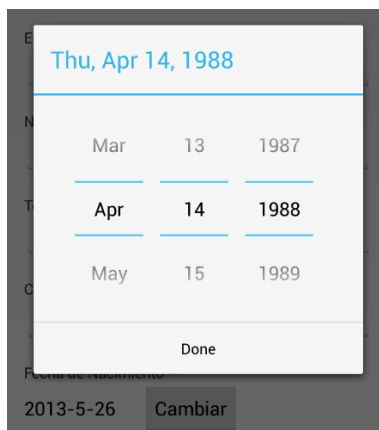 Thu, Apr 14, 1988
Mar 13 1987
Apr 14 1988
May 15 1989
Done
Fecha de Nacimiento
2013-5-26 Cambiar